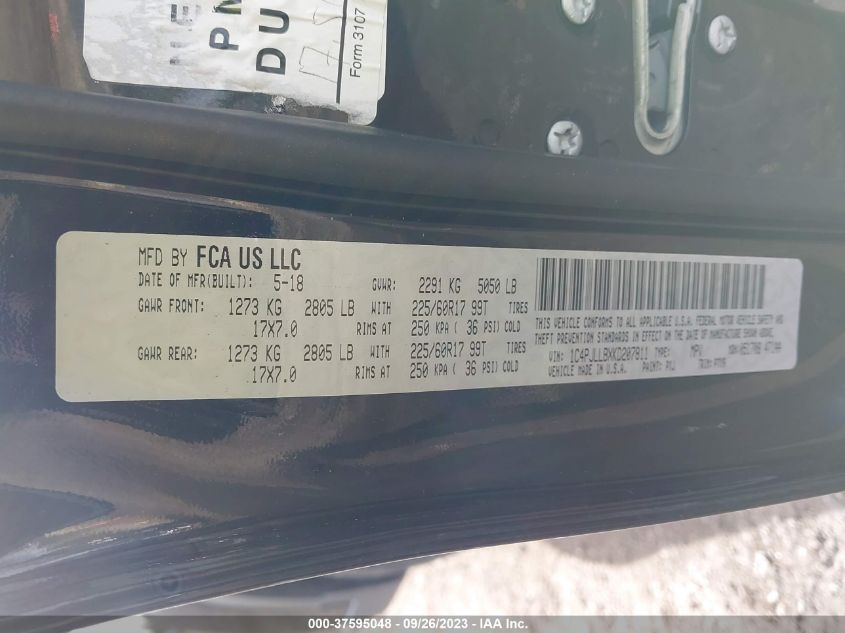 PN
DU
Form 3107
MFD BY FCA US LLC
DATE OF MFR(BUILT): 5-18 GVWR: 2291 KG 5050 LB
GAWR FRONT: 1273 KG 2805 LB WITH 225/60R17 99T TIRES
17X7.0 RIMS AT 250 KPA ( 36 PSI) COLD
GAWR REAR: 1273 KG 2805 LB WITH 225/60R17 99T TIRES
17X7.0 RIMS AT 250 KPA ( 36 PSI) COLD
THIS VEHICLE CONFORMS TO ALL APPLICABLE U.S.A. FEDERAL MOTOR VEHICLE SAFETY AND
THEFT PREVENTION STANDARDS IN EFFECT ON THE DATE OF MANUFACTURE SHOWN ABOVE.
VIN: 1C4PJLLBXKD207811 TYPE: MPV
VEHICLE MADE IN U.S.A. PAINT: TRIM:
000-37595048 - 09/26/2023 - IAA Inc.